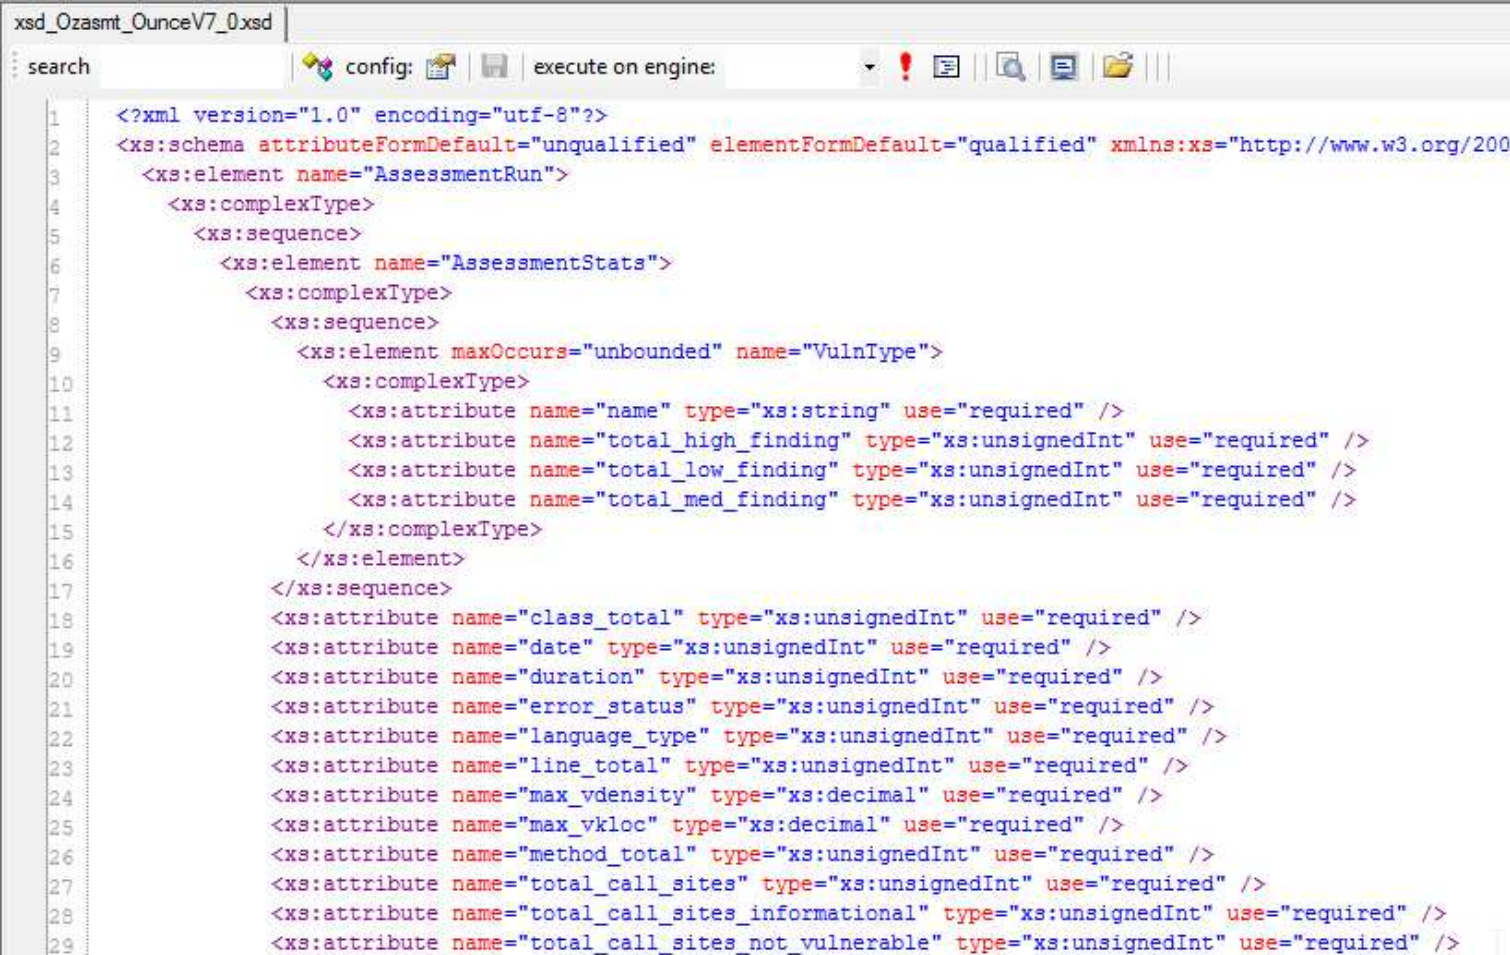 xsd_Ozasmt_OunceV7_0.xsd
search config: execute on engine:
1 <?xml version="1.0" encoding="utf-8"?>
2 <xs:schema attributeFormDefault="unqualified" elementFormDefault="qualified" xmlns:xs="http://www.w3.org/200
3 <xs:element name="AssessmentRun">
4 <xs:complexType>
5 <xs:sequence>
6 <xs:element name="AssessmentStats">
7 <xs:complexType>
8 <xs:sequence>
9 <xs:element maxOccurs="unbounded" name="VulnType">
10 <xs:complexType>
11 <xs:attribute name="name" type="xs:string" use="required" />
12 <xs:attribute name="total_high_finding" type="xs:unsignedInt" use="required" />
13 <xs:attribute name="total_low_finding" type="xs:unsignedInt" use="required" />
14 <xs:attribute name="total_med_finding" type="xs:unsignedInt" use="required" />
15 </xs:complexType>
16 </xs:element>
17 </xs:sequence>
18 <xs:attribute name="class_total" type="xs:unsignedInt" use="required" />
19 <xs:attribute name="date" type="xs:unsignedInt" use="required" />
20 <xs:attribute name="duration" type="xs:unsignedInt" use="required" />
21 <xs:attribute name="error_status" type="xs:unsignedInt" use="required" />
22 <xs:attribute name="language_type" type="xs:unsignedInt" use="required" />
23 <xs:attribute name="line_total" type="xs:unsignedInt" use="required" />
24 <xs:attribute name="max_vdensity" type="xs:decimal" use="required" />
25 <xs:attribute name="max_vkloc" type="xs:decimal" use="required" />
26 <xs:attribute name="method_total" type="xs:unsignedInt" use="required" />
27 <xs:attribute name="total_call_sites" type="xs:unsignedInt" use="required" />
28 <xs:attribute name="total_call_sites_informational" type="xs:unsignedInt" use="required" />
29 <xs:attribute name="total_call_sites_not_vulnerable" type="xs:unsignedInt" use="required" />